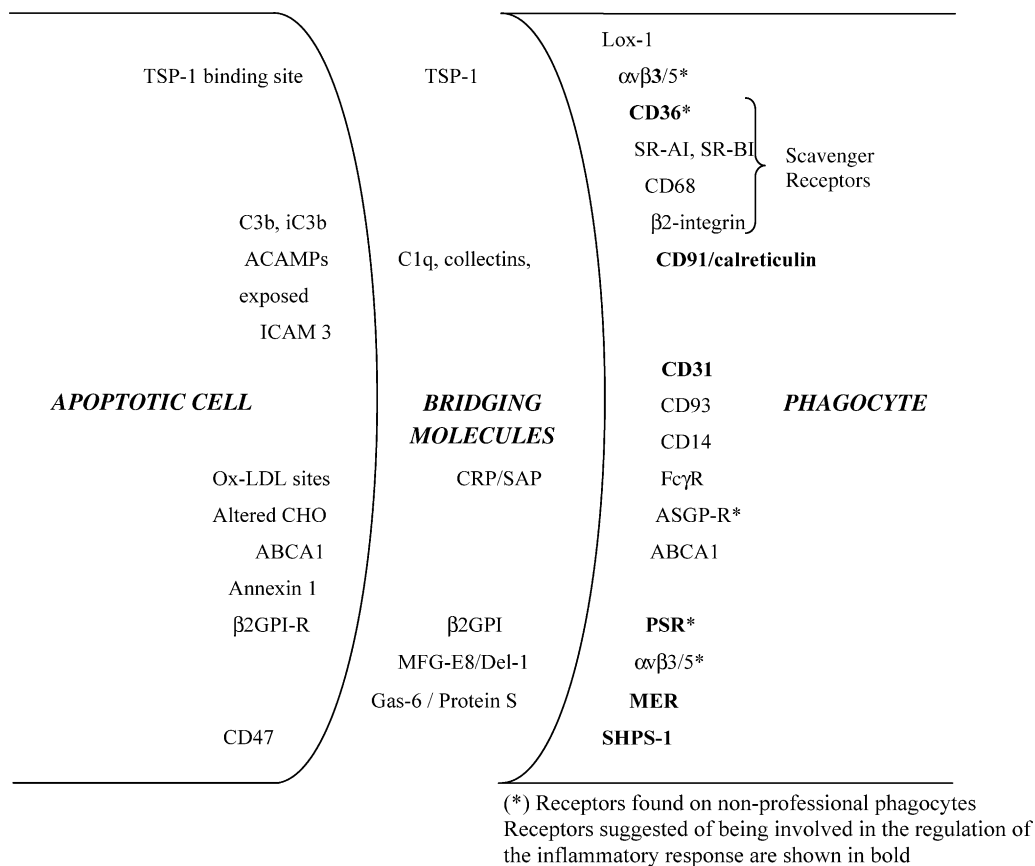 Lox-1
TSP-1 binding site TSP-1 αvβ3/5*
CD36*
SR-AI, SR-BI
Scavenger
Receptors
CD68
C3b, iC3b β2-integrin
ACAMPs C1q, collectins, CD91/calreticulin
exposed
ICAM 3
CD31
APOPTOTIC CELL BRIDGING CD93 PHAGOCYTE
MOLECULES CD14
Ox-LDL sites CRP/SAP FcγR
Altered CHO ASGP-R*
ABCA1 ABCA1
Annexin 1
β2GPI-R β2GPI PSR*
MFG-E8/Del-1 αvβ3/5*
Gas-6 / Protein S MER
CD47 SHPS-1
(*) Receptors found on non-professional phagocytes
Receptors suggested of being involved in the regulation of
the inflammatory response are shown in bold